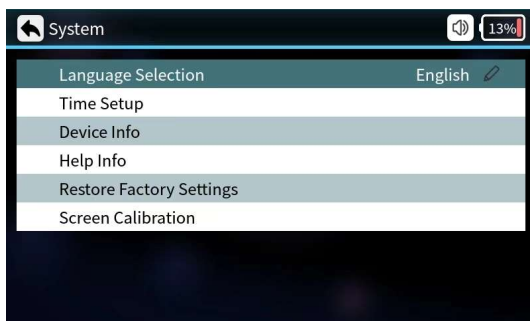 System
13%
Language Selection English
Time Setup
Device Info
Help Info
Restore Factory Settings
Screen Calibration